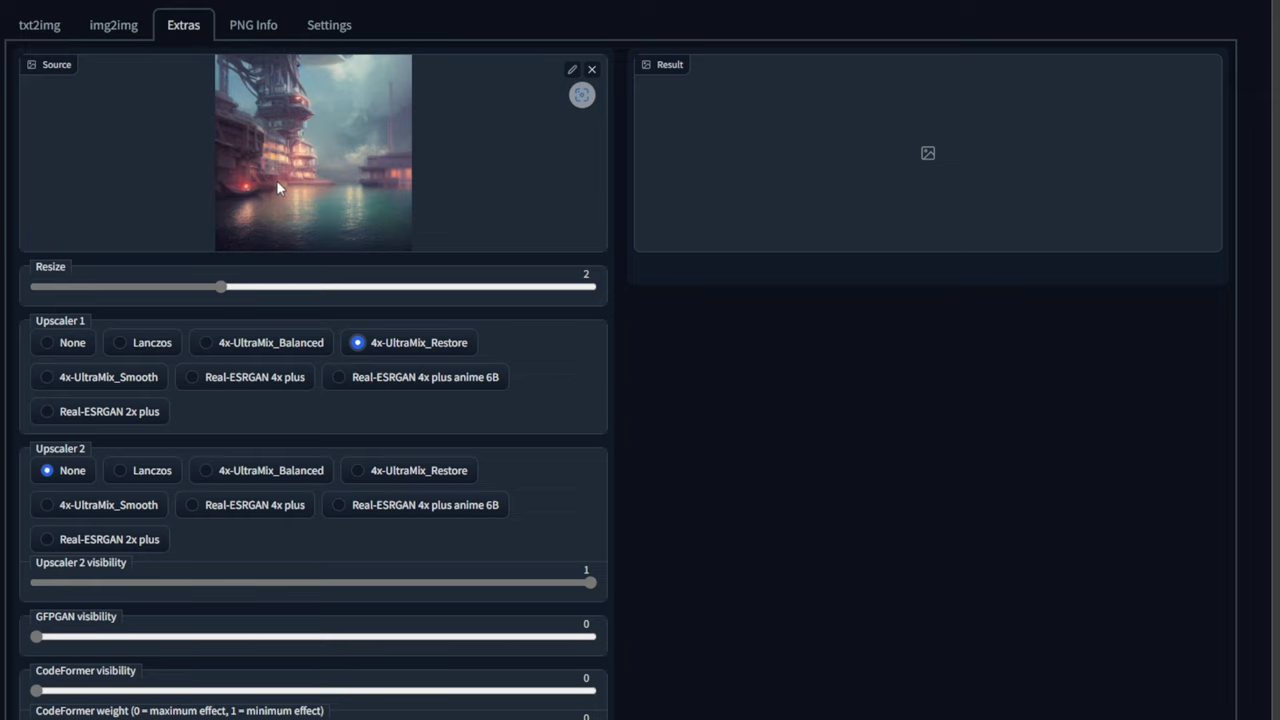 txt2img img2img Extras PNG Info Settings
Source
Result
Resize
2
Upscaler 1
None Lanczos 4x-UltraMix_Balanced 4x-UltraMix_Restore
4x-UltraMix_Smooth Real-ESRGAN 4x plus Real-ESRGAN 4x plus anime 6B
Real-ESRGAN 2x plus
Upscaler 2
None Lanczos 4x-UltraMix_Balanced 4x-UltraMix_Restore
4x-UltraMix_Smooth Real-ESRGAN 4x plus Real-ESRGAN 4x plus anime 6B
Real-ESRGAN 2x plus
Upscaler 2 visibility
1
GFPGAN visibility
0
CodeFormer visibility
0
CodeFormer weight (0 = maximum effect, 1 = minimum effect)